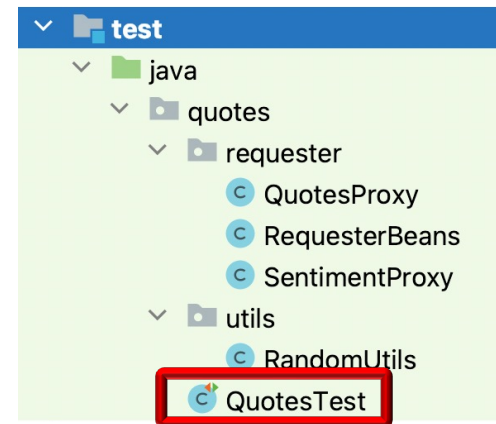 test
java
quotes
requester
QuotesProxy
RequesterBeans
SentimentProxy
utils
RandomUtils
QuotesTest